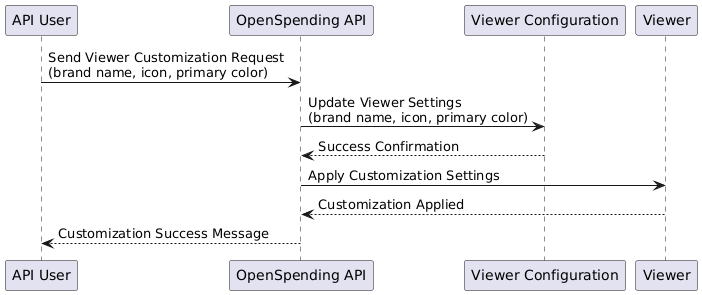 API User
OpenSpending API
Viewer Configuration
Viewer
Send Viewer Customization Request
(brand name, icon, primary color)
Update Viewer Settings
(brand name, icon, primary color)
Success Confirmation
Apply Customization Settings
Customization Applied
Customization Success Message
API User
OpenSpending API
Viewer Configuration
Viewer